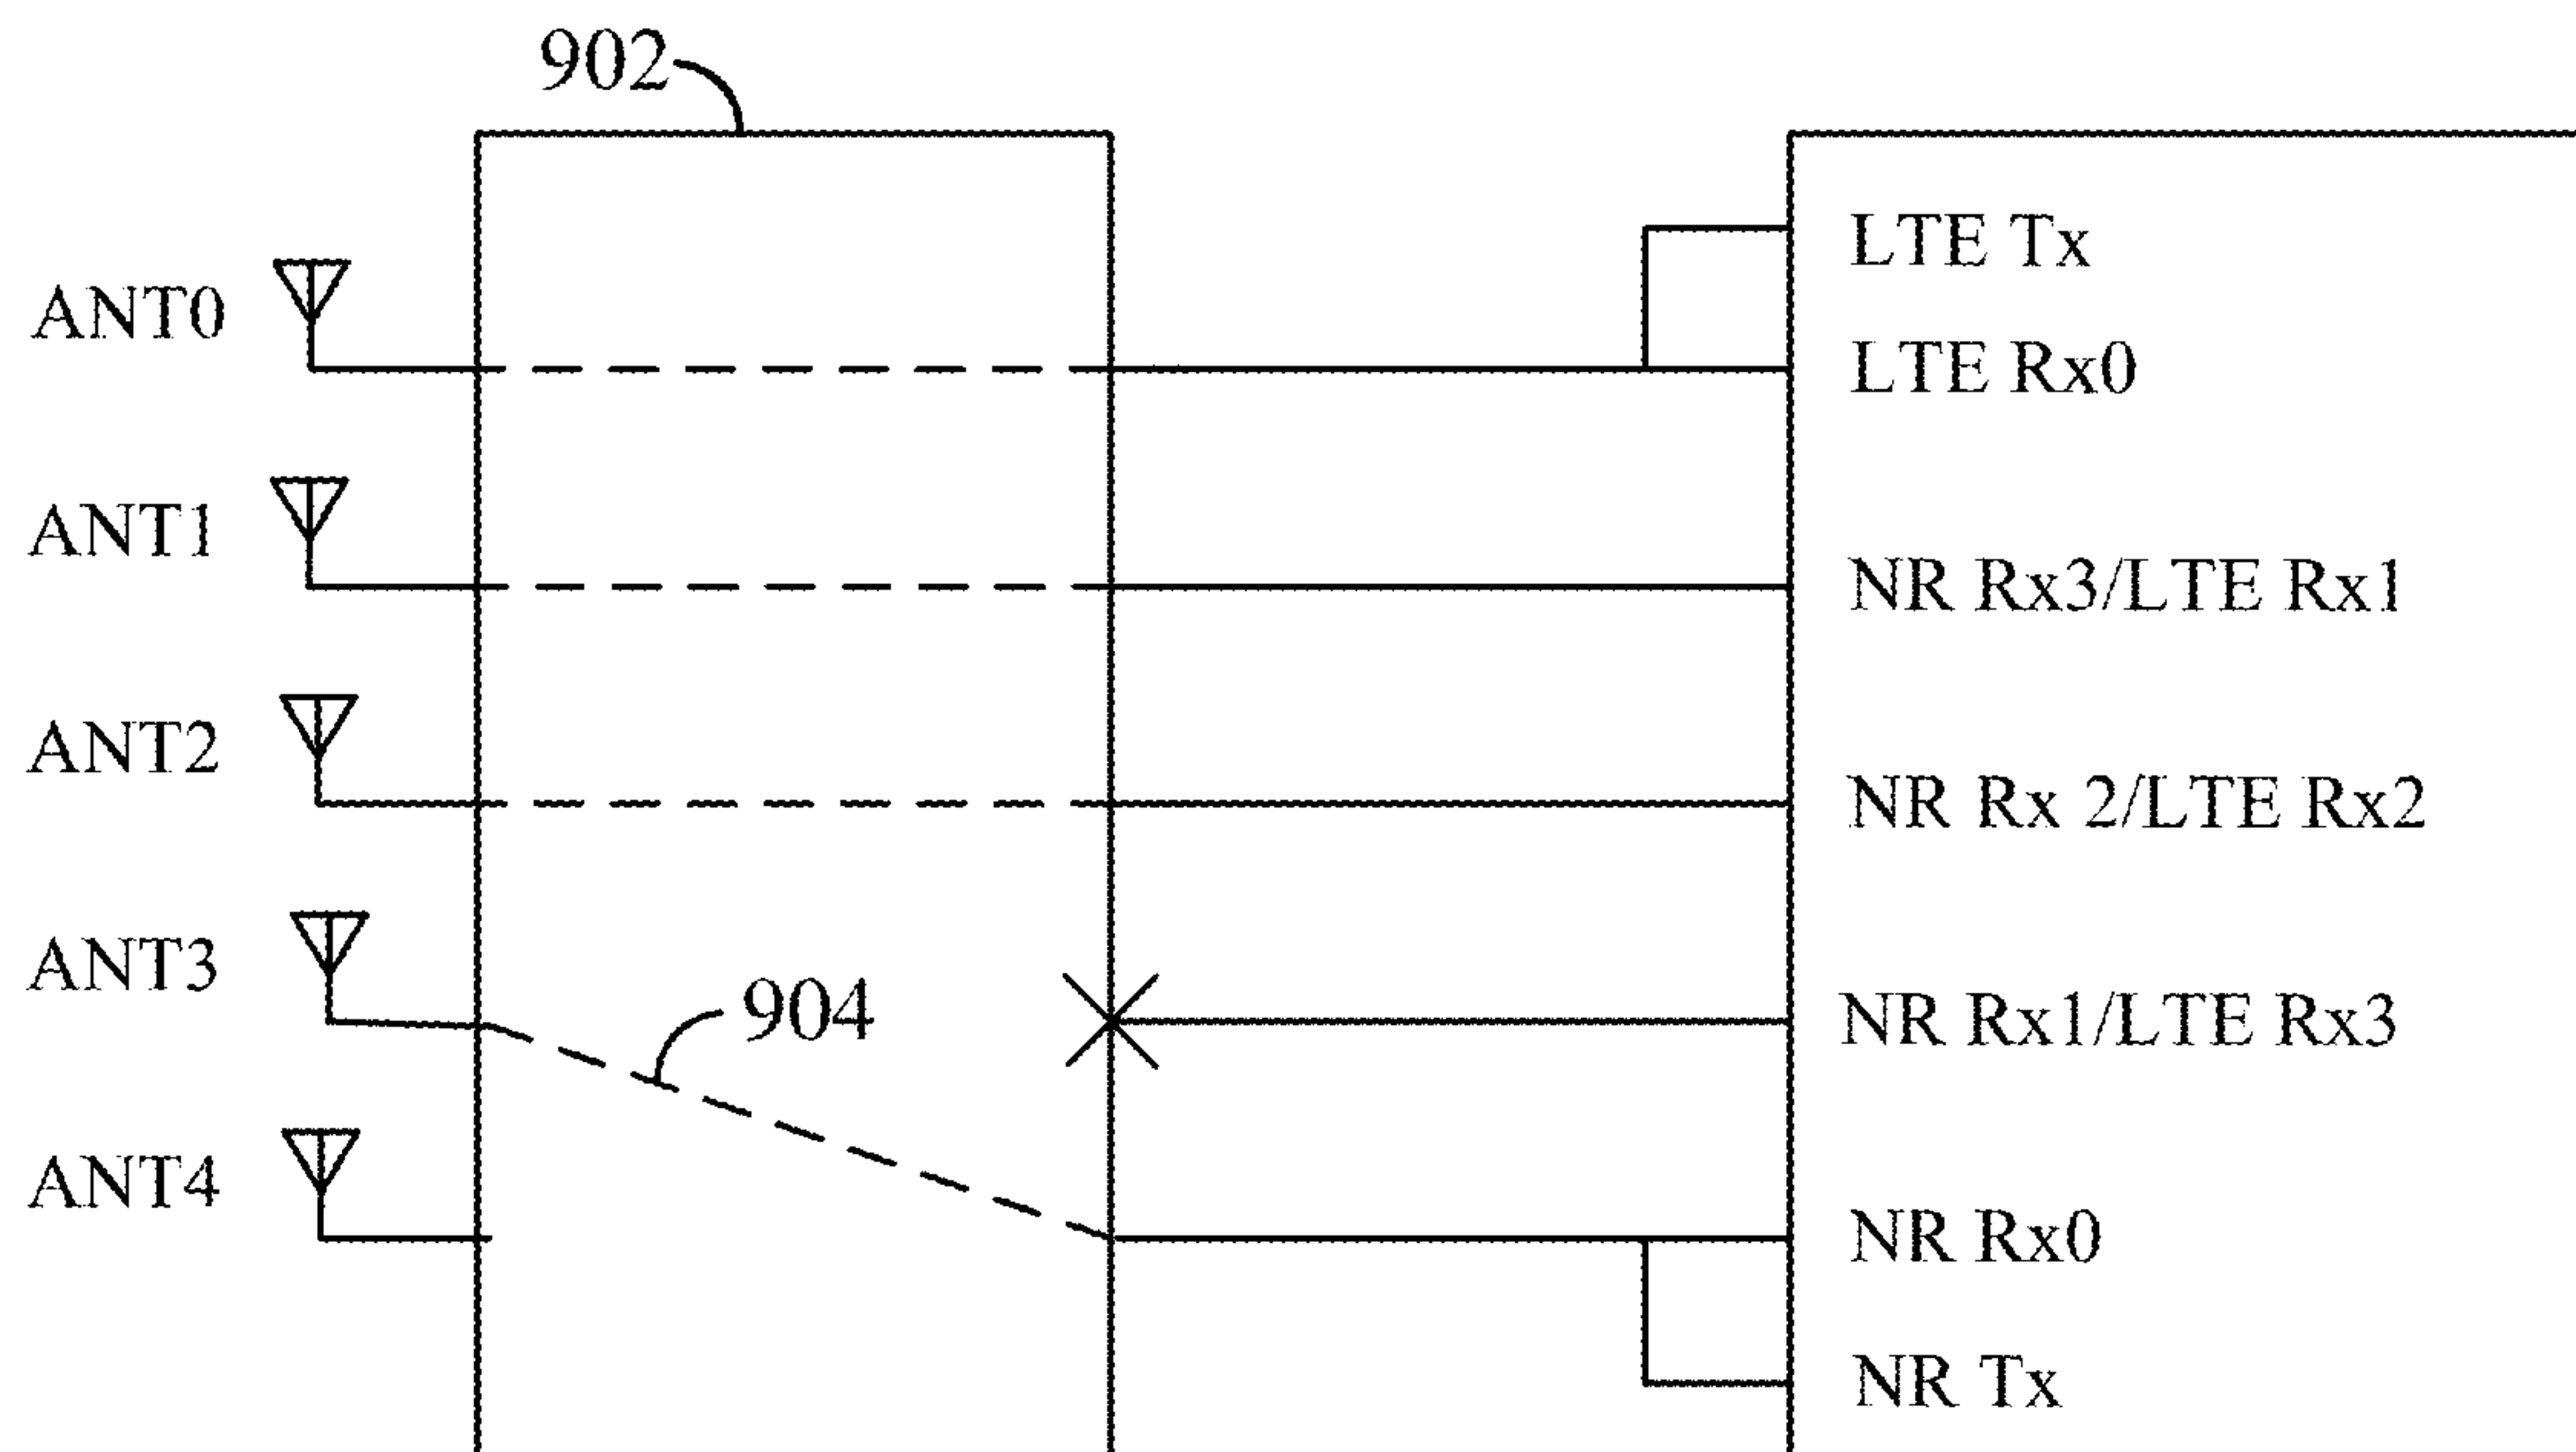 902
LTE Tx
ANT0
LTE Rx0
ANT1
NR Rx3/LTE Rx1
ANT2
NR Rx 2/LTE Rx2
ANT3
904
NR Rx1/LTE Rx3
ANT4
NR Rx0
NR Tx